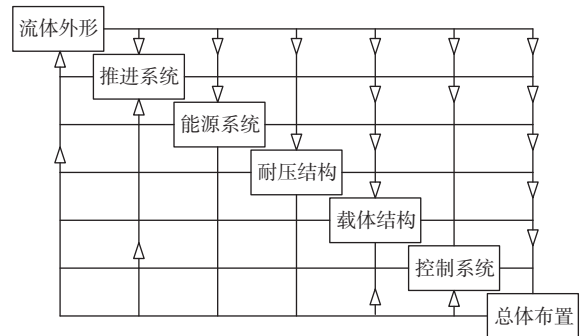 流体外形
推进系统
能源系统
耐压结构
载体结构
控制系统
总体布置